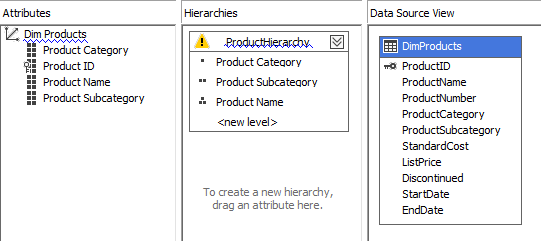 Attributes
Dim Products
Product Category
Product ID
Product Name
Product Subcategory
Hierarchies
ProductHierarchy
Product Category
Product Subcategory
Product Name
<new level>
To create a new hierarchy,
drag an attribute here.
Data Source View
DimProducts
ProductID
ProductName
ProductNumber
ProductCategory
ProductSubcategory
StandardCost
ListPrice
Discontinued
StartDate
EndDate